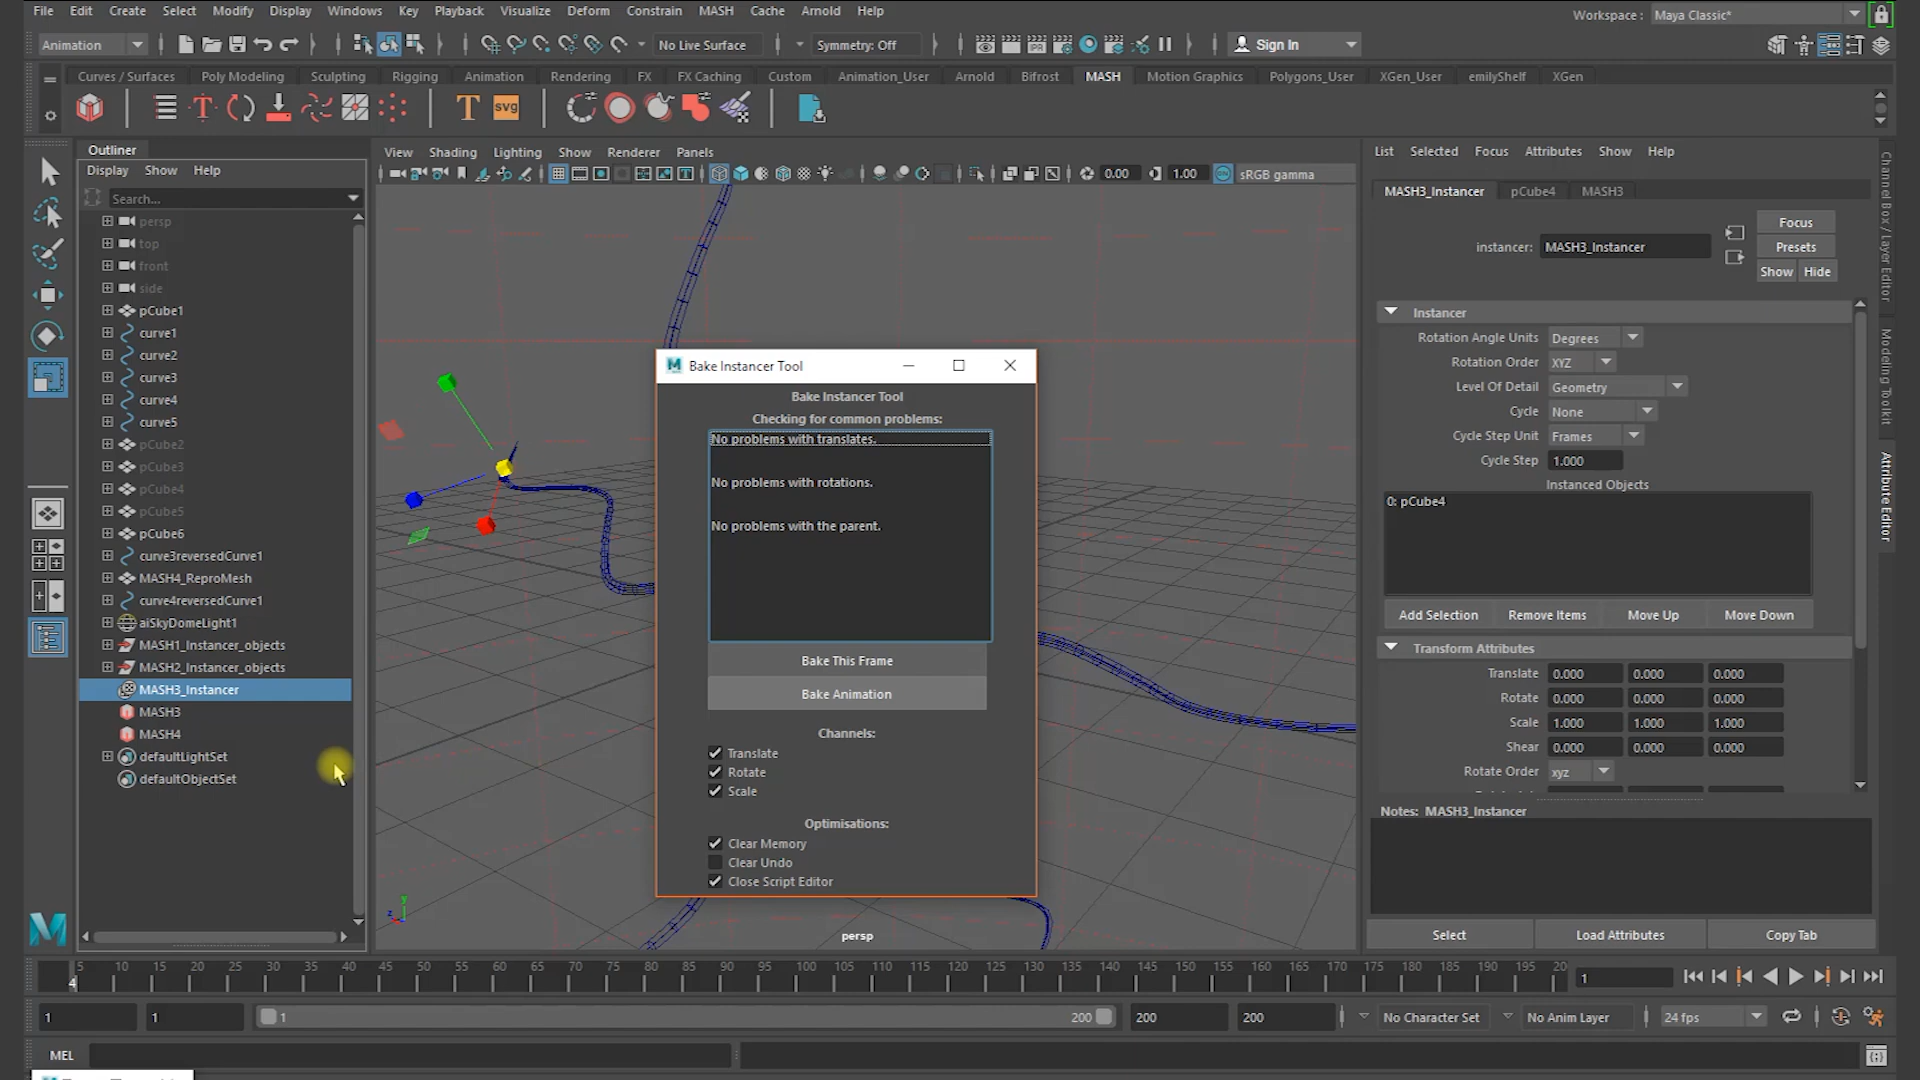 File Edit Create Select Modify Display Windows Key Playback Visualize Deform Constrain MASH Cache Arnold Help
Workspace : Maya Classic*
Animation
No Live Surface
Symmetry: Off
IPR
Sign In
Curves / Surfaces Poly Modeling Sculpting Rigging Animation Rendering FX FX Caching Custom Animation_User Arnold Bifrost MASH Motion Graphics Polygons_User XGen_User emilyShelf XGen
T
T
SVG
Outliner
Display Show Help
Search...
persp
top
front
side
pCube1
curve1
curve2
curve3
curve4
curve5
pCube2
pCube3
pCube4
pCube5
pCube6
curve3reversedCurve1
MASH4_ReproMesh
curve4reversedCurve1
aiSkyDomeLight1
MASH1_Instancer_objects
MASH2_Instancer_objects
MASH3_Instancer
MASH3
MASH4
defaultLightSet
defaultObjectSet
View Shading Lighting Show Renderer Panels
0.00
1.00
sRGB gamma
Bake Instancer Tool
Bake Instancer Tool
Checking for common problems:
No problems with translates.
No problems with rotations.
No problems with the parent.
Bake This Frame
Bake Animation
Channels:
Translate
Rotate
Scale
Optimisations:
Clear Memory
Clear Undo
Close Script Editor
y
z
persp
List Selected Focus Attributes Show Help
MASH3_Instancer pCube4 MASH3
instancer: MASH3_Instancer
Focus
Presets
Show Hide
Instancer
Rotation Angle Units Degrees
Rotation Order XYZ
Level Of Detail Geometry
Cycle None
Cycle Step Unit Frames
Cycle Step 1.000
Instanced Objects
0: pCube4
Add Selection Remove Items Move Up Move Down
Transform Attributes
Translate 0.000 0.000 0.000
Rotate 0.000 0.000 0.000
Scale 1.000 1.000 1.000
Shear 0.000 0.000 0.000
Rotate Order xyz
Notes: MASH3_Instancer
Select Load Attributes Copy Tab
Channel Box / Layer Editor
Modeling Toolkit
Attribute Editor
5 10 15 20 25 30 35 40 45 50 55 60 65 70 75 80 85 90 95 100 105 110 115 120 125 130 135 140 145 150 155 160 165 170 175 180 185 190 195 20
4
1
1 1 1 200 200 200
No Character Set
No Anim Layer
24 fps
MEL